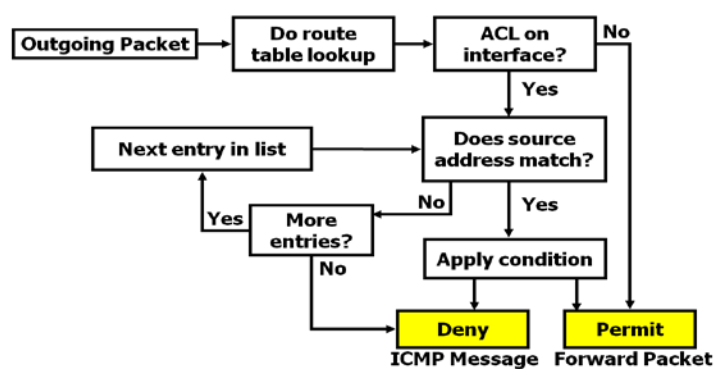 Outgoing Packet
Do route
table lookup
ACL on
interface?
No
Yes
Next entry in list
Does source
address match?
No
Yes
Yes
More
entries?
No
Apply condition
Deny
Permit
ICMP Message
Forward Packet